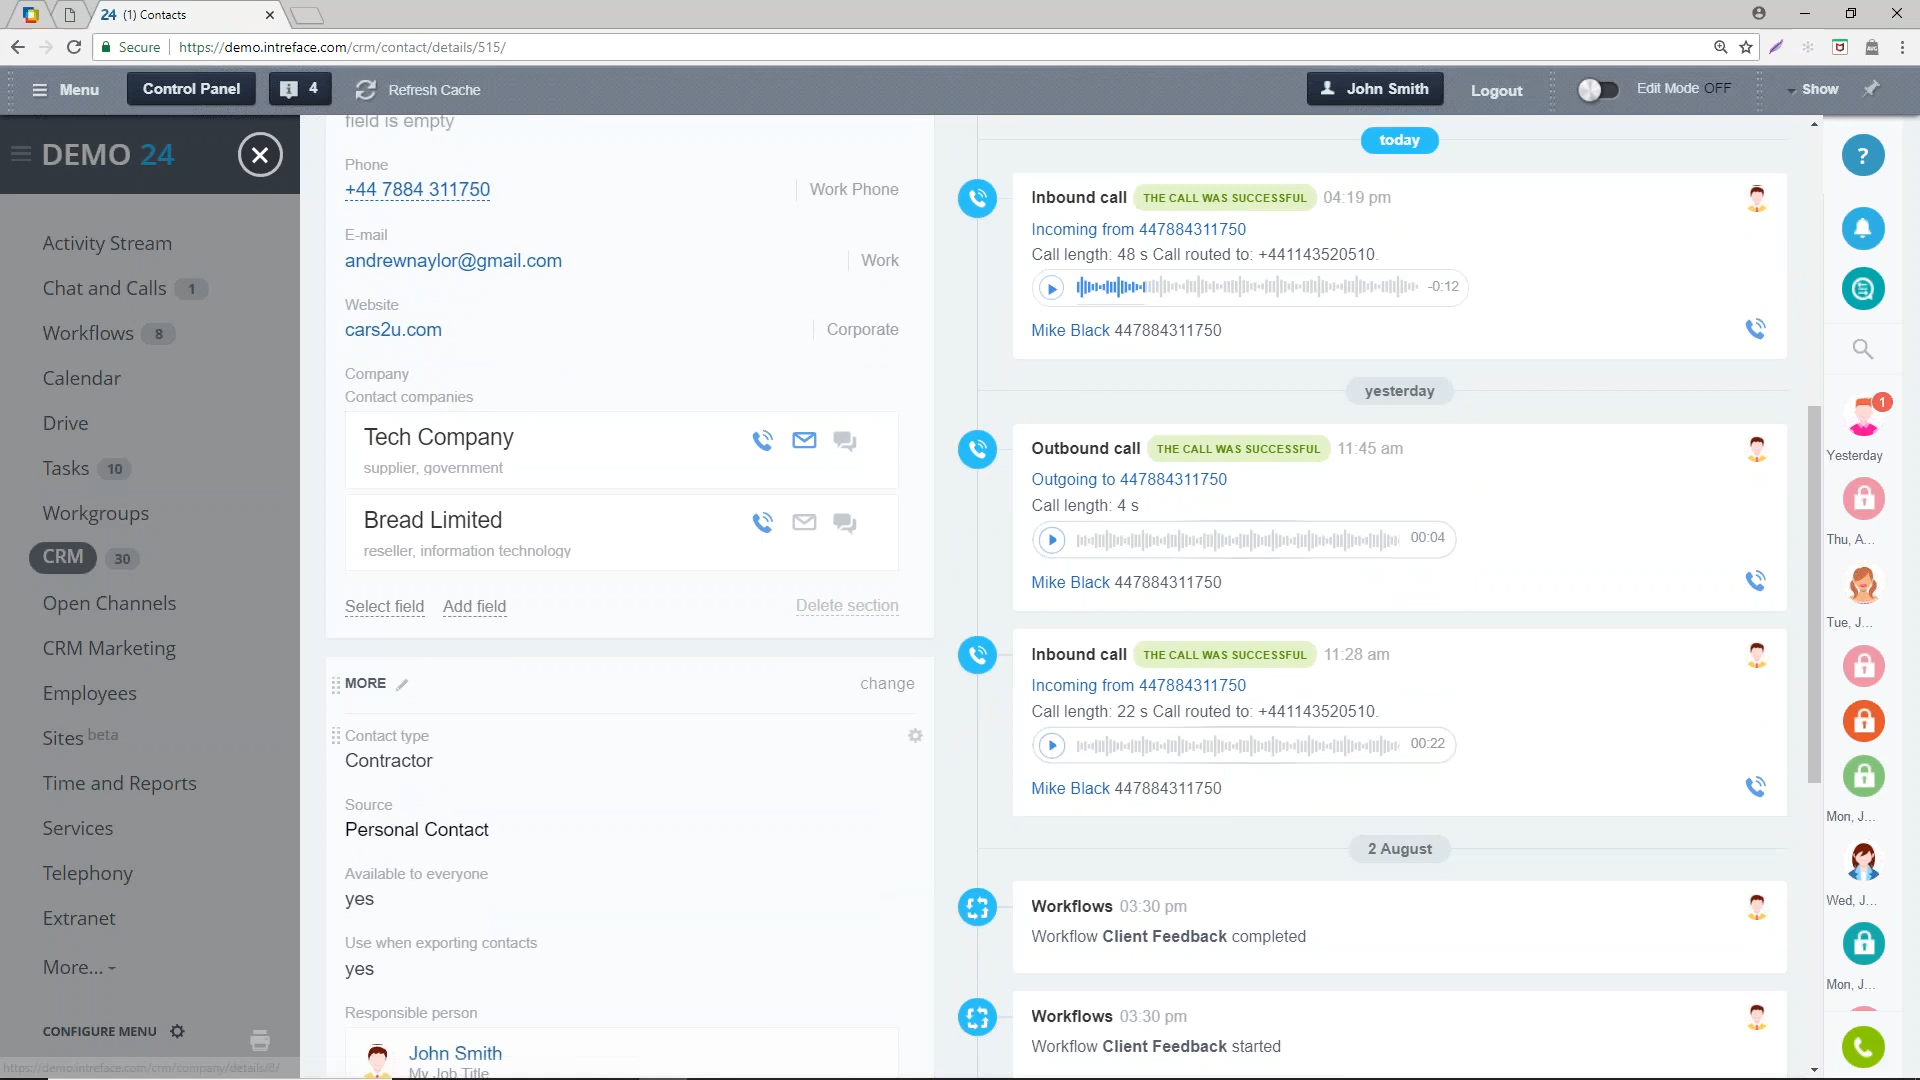 24 (1) Contacts
Secure
https://demo.intreface.com/crm/contact/details/515/
Menu
Control Panel
4
Refresh Cache
John Smith
Logout
Edit Mode OFF
Show
DEMO 24
Activity Stream
Chat and Calls 1
Workflows 8
Calendar
Drive
Tasks 10
Workgroups
CRM 30
Open Channels
CRM Marketing
Employees
Sites beta
Time and Reports
Services
Telephony
Extranet
More...
CONFIGURE MENU
https://demo.intreface.com/crm/company/details/8/
field is empty
Phone
+44 7884 311750
Work Phone
E-mail
andrewnaylor@gmail.com
Work
Website
cars2u.com
Corporate
Company
Contact companies
Tech Company
supplier, government
Bread Limited
reseller, information technology
Select field
Add field
Delete section
MORE
change
Contact type
Contractor
Source
Personal Contact
Available to everyone
yes
Use when exporting contacts
yes
Responsible person
John Smith
My Job Title
today
Inbound call THE CALL WAS SUCCESSFUL 04:19 pm
Incoming from 447884311750
Call length: 48 s Call routed to: +441143520510.
-0:12
Mike Black 447884311750
yesterday
Outbound call THE CALL WAS SUCCESSFUL 11:45 am
Outgoing to 447884311750
Call length: 4 s
00:04
Mike Black 447884311750
Inbound call THE CALL WAS SUCCESSFUL 11:28 am
Incoming from 447884311750
Call length: 22 s Call routed to: +441143520510.
00:22
Mike Black 447884311750
2 August
Workflows 03:30 pm
Workflow Client Feedback completed
Workflows 03:30 pm
Workflow Client Feedback started
?
1
Yesterday
Thu, A...
Tue, J...
Mon, J...
Wed, J...
Mon, J...